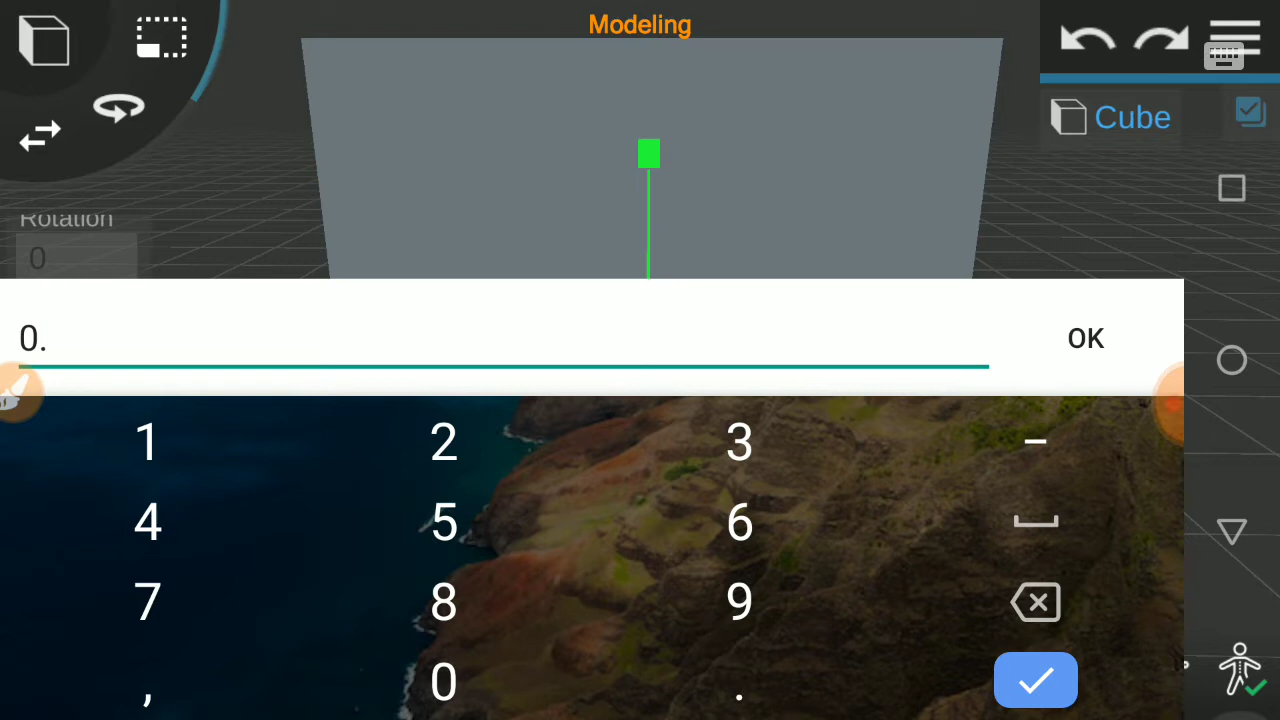 Modeling
Cube
Rotation
0
0.
OK
1 2 3 -
4 5 6
7 8 9
, 0 .